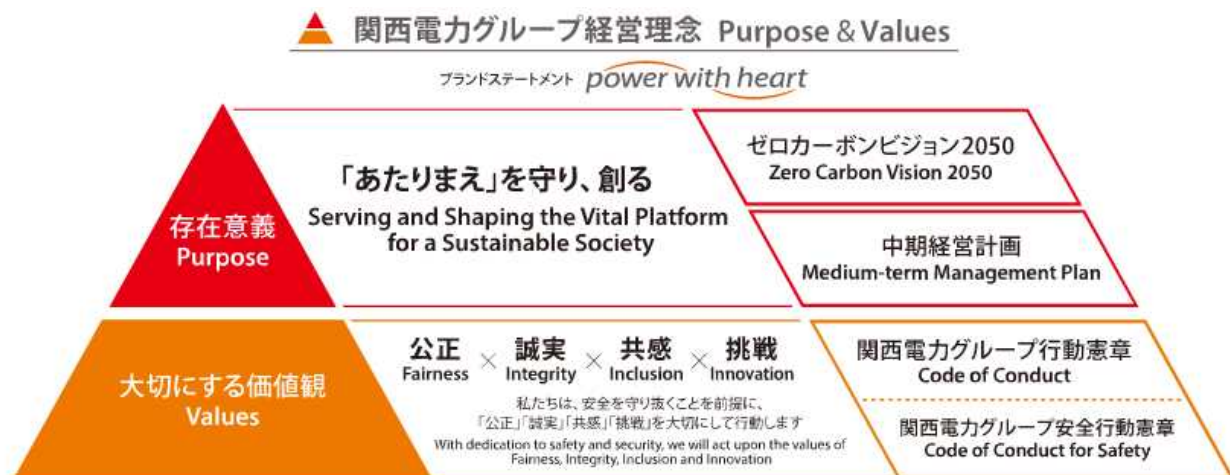 関西電力グループ経営理念 Purpose & Values
ブランドステートメント power with heart
存在意義
Purpose
「あたりまえ」を守り、創る
Serving and Shaping the Vital Platform
for a Sustainable Society
ゼロカーボンビジョン2050
Zero Carbon Vision 2050
中期経営計画
Medium-term Management Plan
大切にする価値観
Values
公正 × 誠実 × 共感 × 挑戦
Fairness Integrity Inclusion Innovation
私たちは、安全を守り抜くことを前提に、
「公正」「誠実」「共感」「挑戦」を大切にして行動します
With dedication to safety and security, we will act upon the values of
Fairness, Integrity, Inclusion and Innovation
関西電力グループ行動憲章
Code of Conduct
関西電力グループ安全行動憲章
Code of Conduct for Safety